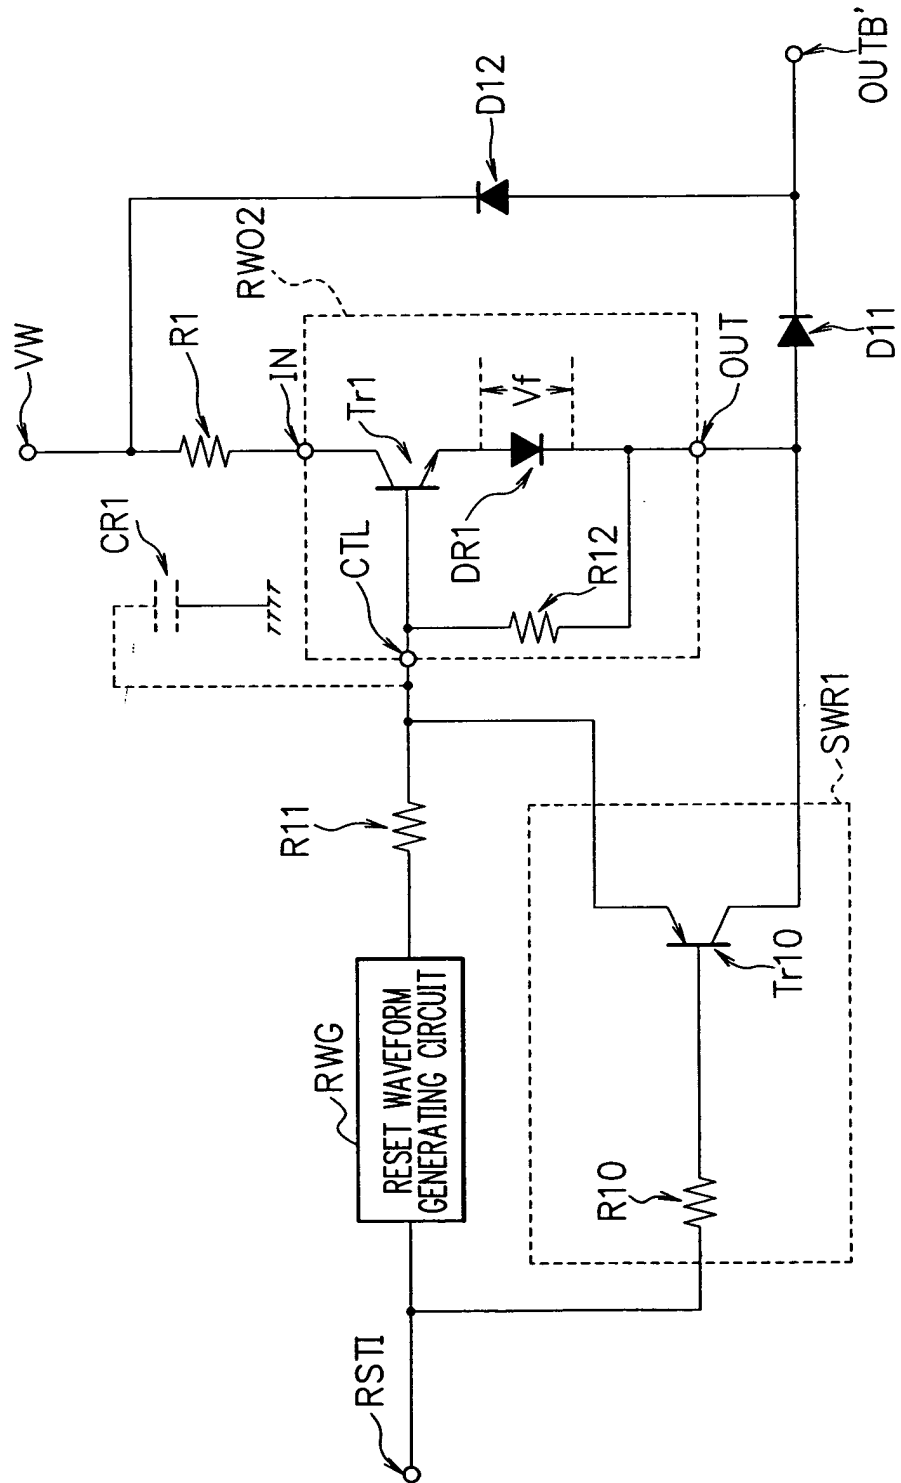 VW
R1
CR1
IN
RWO2
D12
Tr1
CTL
Vf
DR1
R12
OUT
D11
OUTB'
R11
SWR1
RWG
RESET WAVEFORM
GENERATING CIRCUIT
Tr10
R10
RSTI